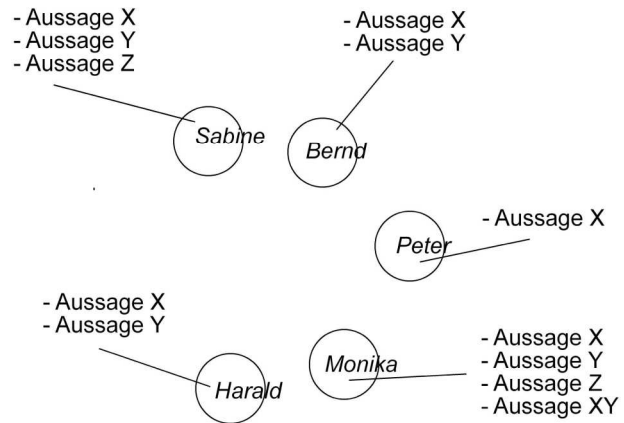 - Aussage X
- Aussage Y
- Aussage Z
Sabine
- Aussage X
- Aussage Y
Bernd
Peter
- Aussage X
- Aussage X
- Aussage Y
Harald
Monika
- Aussage X
- Aussage Y
- Aussage Z
- Aussage XY